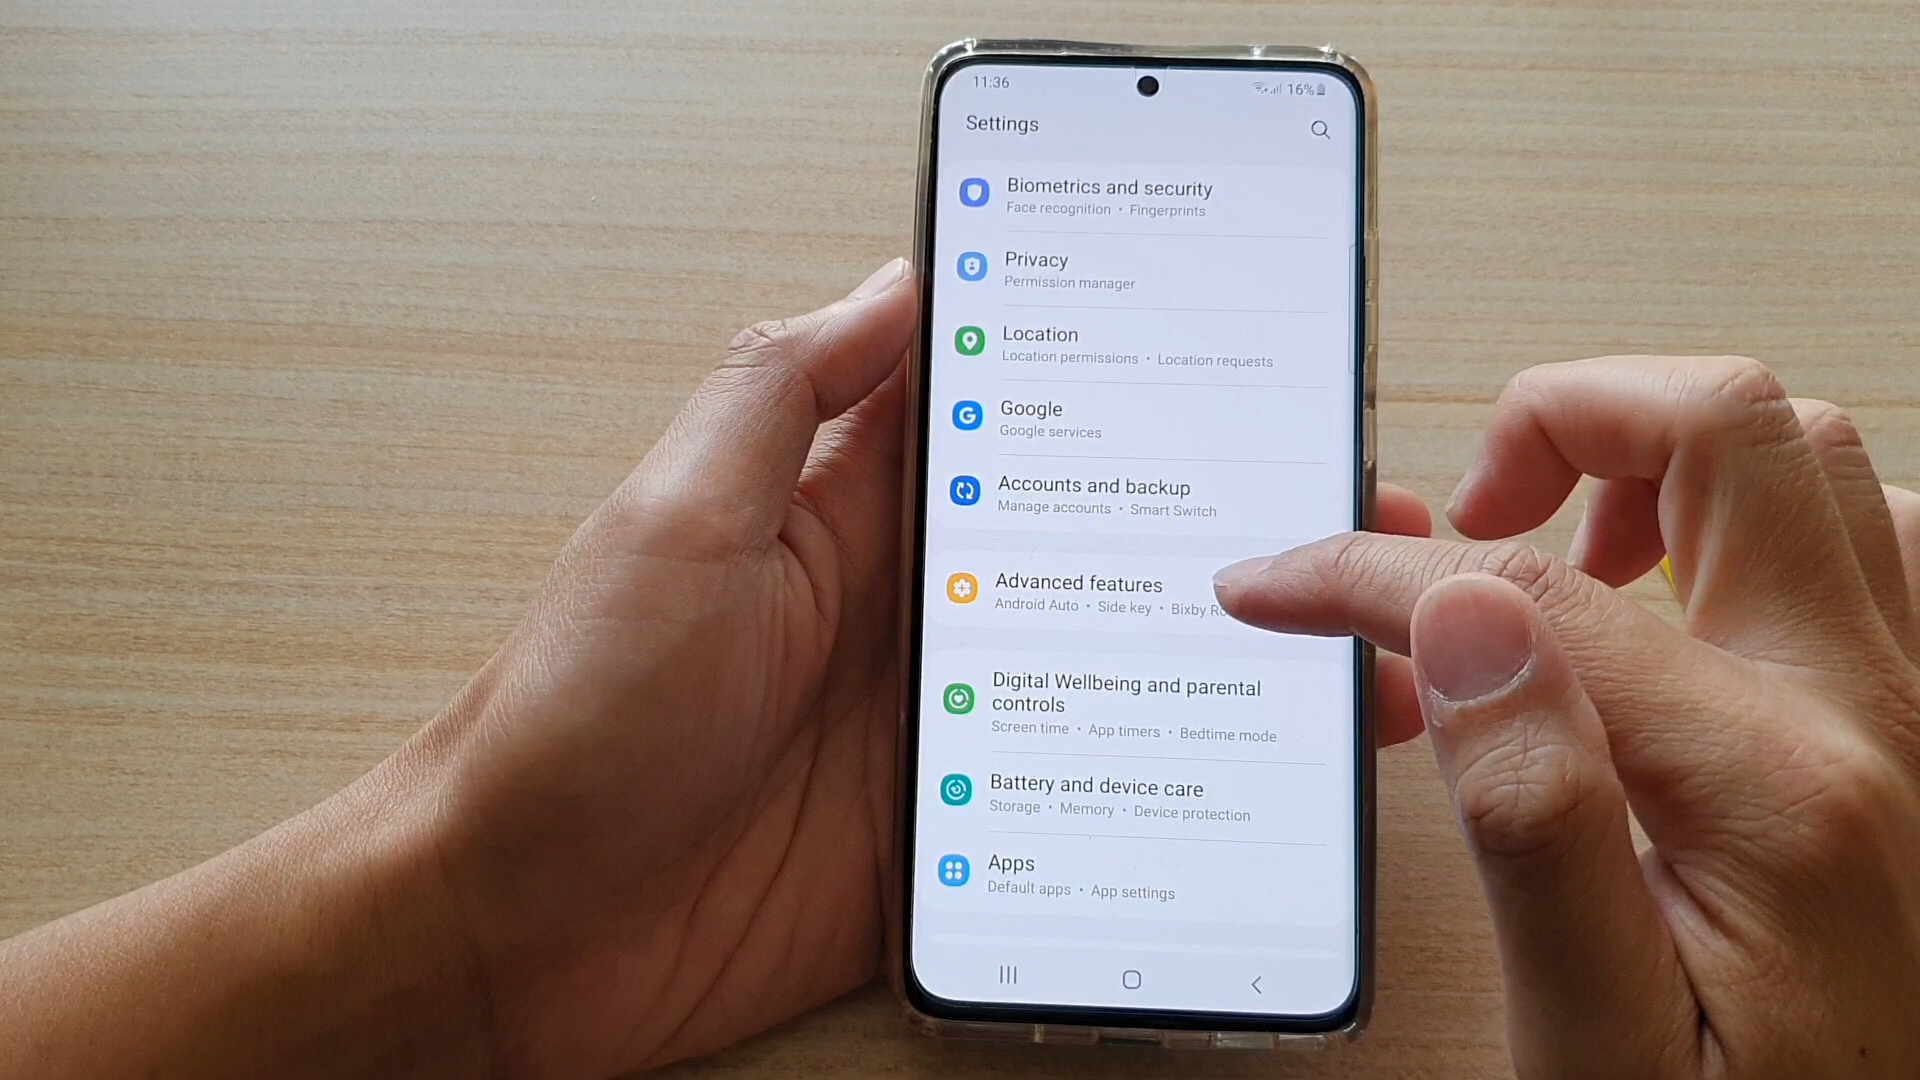 11:36
16%
Settings
Biometrics and security
Face recognition • Fingerprints
Privacy
Permission manager
Location
Location permissions • Location requests
Google
Google services
Accounts and backup
Manage accounts • Smart Switch
Advanced features
Android Auto • Side key • Bixby
Digital Wellbeing and parental
controls
Screen time • App timers • Bedtime mode
Battery and device care
Storage • Memory • Device protection
Apps
Default apps • App settings